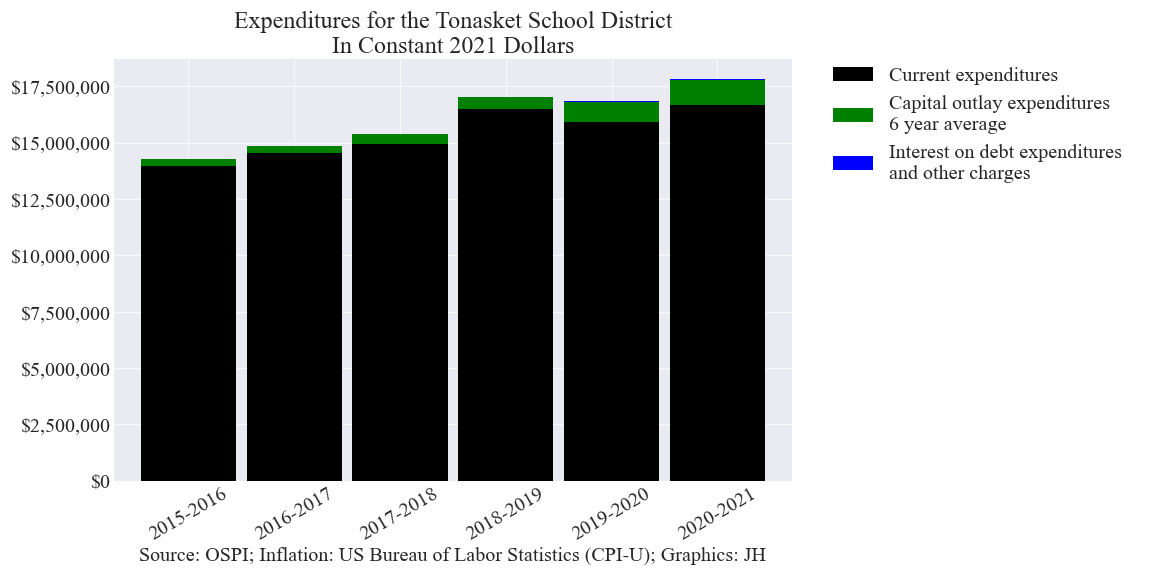 Expenditures for the Tonasket School District
In Constant 2021 Dollars
$17,500,000
$15,000,000
$12,500,000
$10,000,000
$7,500,000
$5,000,000
$2,500,000
$0
2015-2016
2016-2017
2017-2018
2018-2019
2019-2020
2020-2021
Source: OSPI; Inflation: US Bureau of Labor Statistics (CPI-U); Graphics: JH
Current expenditures
Capital outlay expenditures
6 year average
Interest on debt expenditures
and other charges